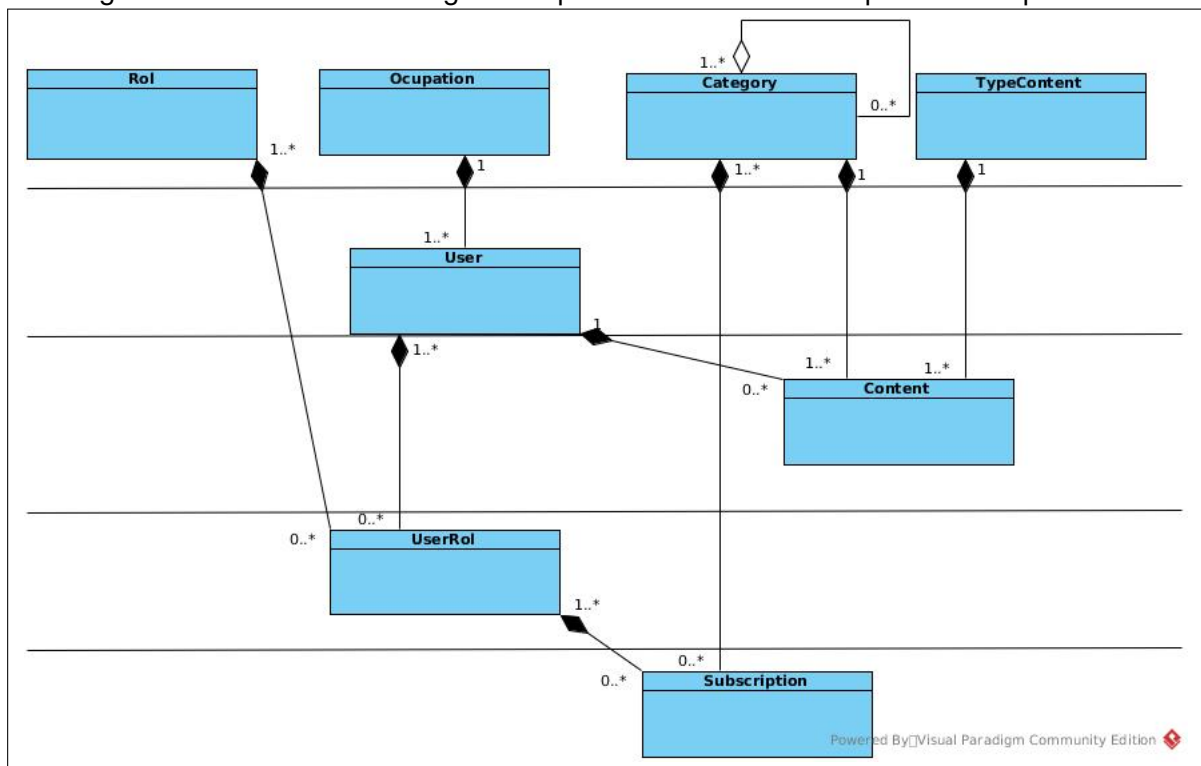 1..*
Rol
Ocupation
Category
TypeContent
0..*
1..*
1
1..*
1
1
1..*
User
1
1..*
1..*
1..*
0..*
Content
0..*
0..*
UserRol
1..*
0..*
0..*
Subscription
Powered By Visual Paradigm Community Edition